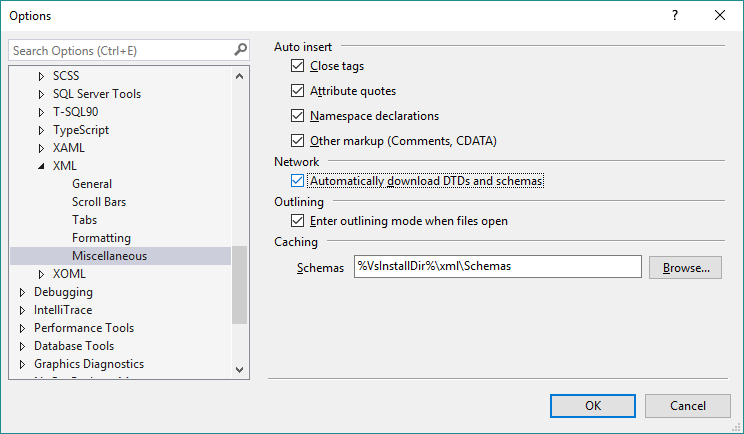 Options
?
Search Options (Ctrl+E)
SCSS
SQL Server Tools
T-SQL90
TypeScript
XAML
XML
General
Scroll Bars
Tabs
Formatting
Miscellaneous
XOML
Debugging
IntelliTrace
Performance Tools
Database Tools
Graphics Diagnostics
Auto insert
Close tags
Attribute quotes
Namespace declarations
Other markup (Comments, CDATA)
Network
Automatically download DTDs and schemas
Outlining
Enter outlining mode when files open
Caching
Schemas %VsInstallDir%\xml\Schemas Browse...
OK Cancel